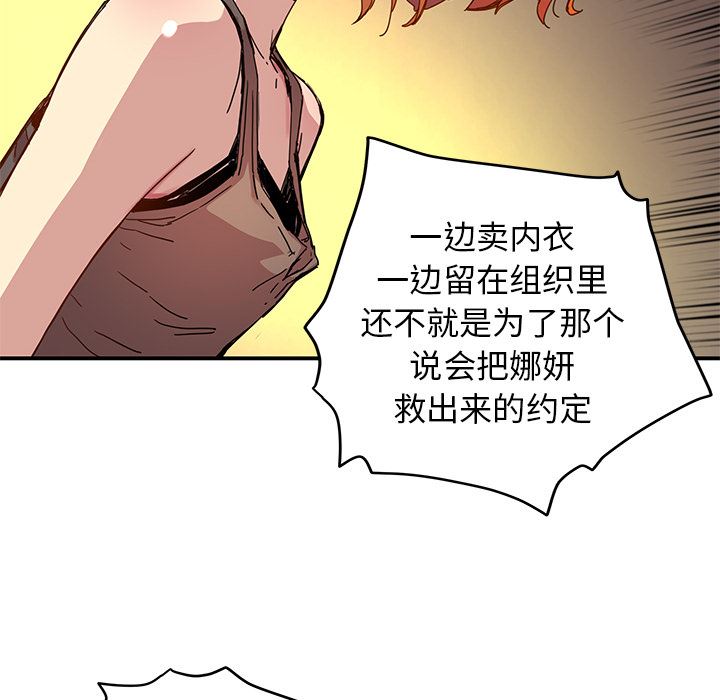 一边卖内衣
一边留在组织里
还不就是为了那个
说会把娜妍
救出来的约定